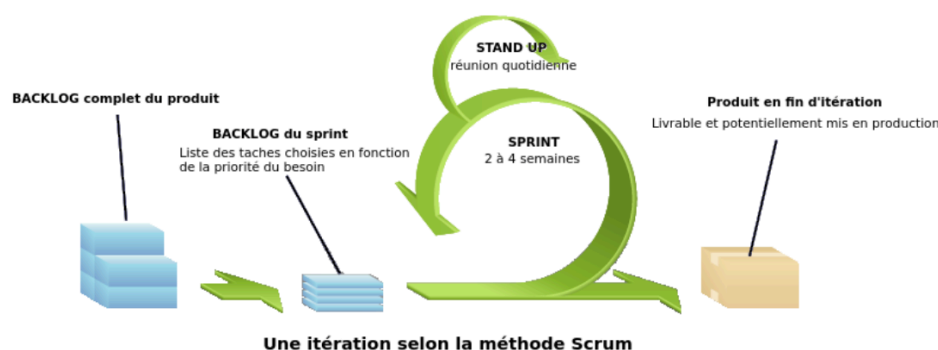 STAND UP
réunion quotidienne
BACKLOG complet du produit
Produit en fin d'itération
Livrable et potentiellement mis en production
BACKLOG du sprint
Liste des taches choisies en fonction
de la priorité du besoin
SPRINT
2 à 4 semaines
Une itération selon la méthode Scrum